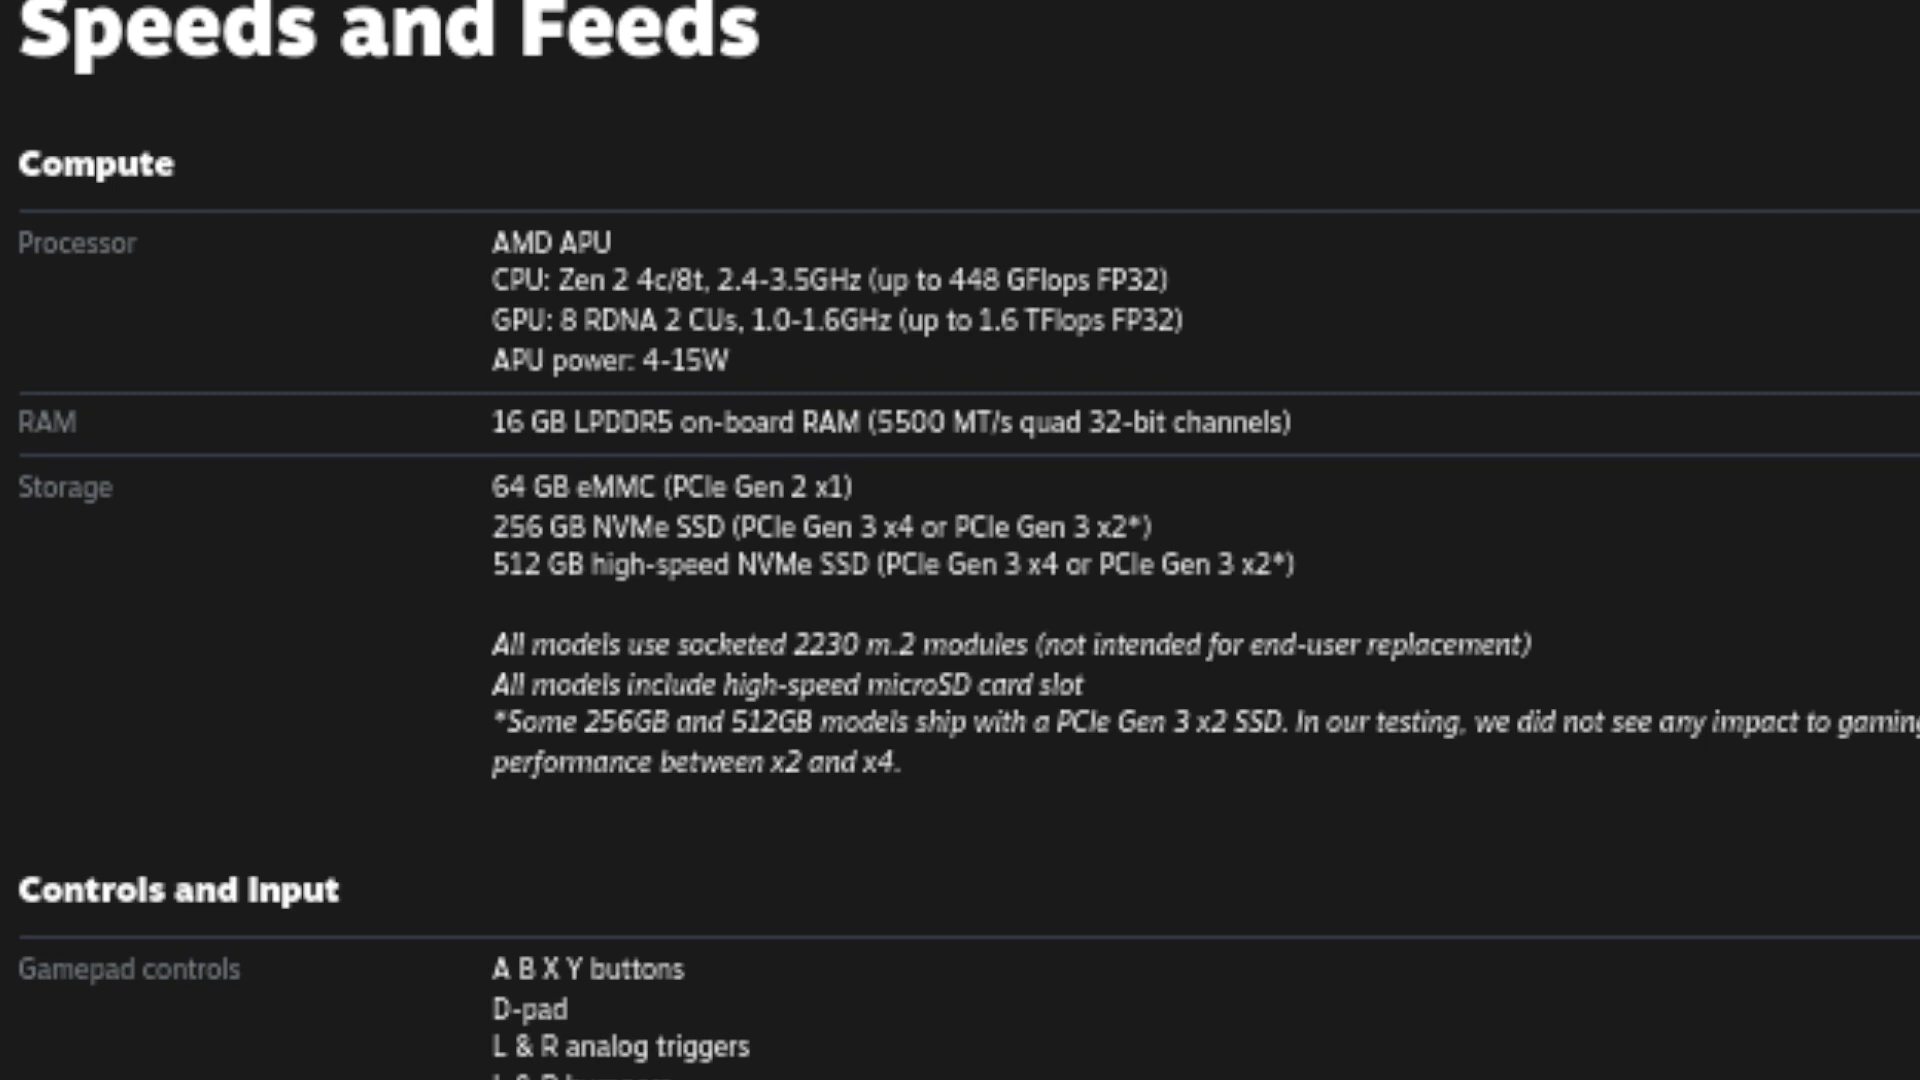 Speeds and Feeds
Compute
Processor
AMD APU
CPU: Zen 2 4c/8t, 2.4-3.5GHz (up to 448 GFlops FP32)
GPU: 8 RDNA 2 CUs, 1.0-1.6GHz (up to 1.6 TFlops FP32)
APU power: 4-15W
RAM
16 GB LPDDR5 on-board RAM (5500 MT/s quad 32-bit channels)
Storage
64 GB eMMC (PCIe Gen 2 x1)
256 GB NVMe SSD (PCIe Gen 3 x4 or PCIe Gen 3 x2*)
512 GB high-speed NVMe SSD (PCIe Gen 3 x4 or PCIe Gen 3 x2*)
All models use socketed 2230 m.2 modules (not intended for end-user replacement)
All models include high-speed microSD card slot
*Some 256GB and 512GB models ship with a PCIe Gen 3 x2 SSD. In our testing, we did not see any impact to gaming
performance between x2 and x4.
Controls and Input
Gamepad controls
A B X Y buttons
D-pad
L & R analog triggers